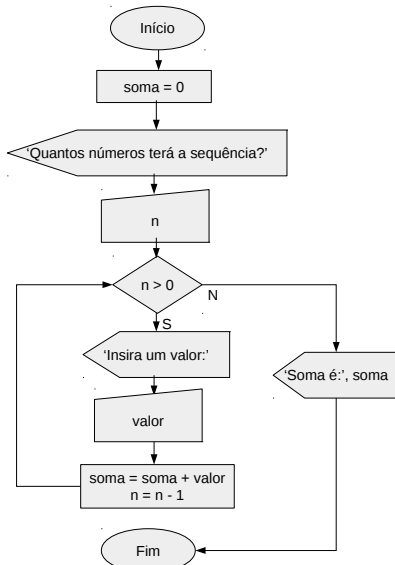 Início
soma = 0
‘Quantos números terá a sequência?’
n
n > 0
N
S
‘Insira um valor:’
‘Soma é:’, soma
valor
soma = soma + valor
n = n - 1
Fim